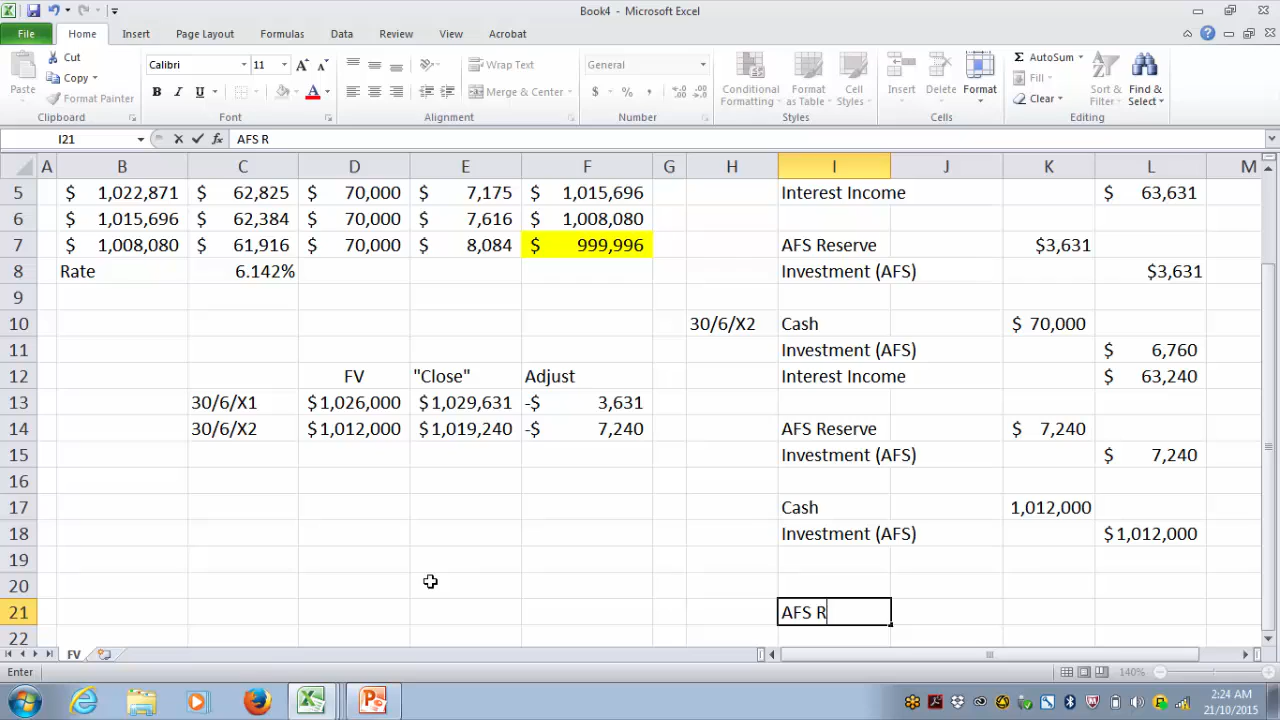 Book4 - Microsoft Excel
File Home Insert Page Layout Formulas Data Review View Acrobat
Cut
Copy
Format Painter
Paste
Clipboard
Calibri 11
B I U
Font
Wrap Text
Merge & Center
Alignment
General
$ % ,
Number
Conditional Formatting
Format as Table
Cell Styles
Styles
Insert Delete Format
Cells
Σ AutoSum
Fill
Clear
Sort & Filter
Find & Select
Editing
I21 fx AFS R
A B C D E F G H I J K L M
5 $ 1,022,871 $ 62,825 $ 70,000 $ 7,175 $ 1,015,696 Interest Income $ 63,631
6 $ 1,015,696 $ 62,384 $ 70,000 $ 7,616 $ 1,008,080
7 $ 1,008,080 $ 61,916 $ 70,000 $ 8,084 $ 999,996 AFS Reserve $3,631
8 Rate 6.142% Investment (AFS) $3,631
9
10 30/6/X2 Cash $ 70,000
11 Investment (AFS) $ 6,760
12 FV "Close" Adjust Interest Income $ 63,240
13 30/6/X1 $1,026,000 $1,029,631 -$ 3,631
14 30/6/X2 $1,012,000 $1,019,240 -$ 7,240 AFS Reserve $ 7,240
15 Investment (AFS) $ 7,240
16
17 Cash 1,012,000
18 Investment (AFS) $1,012,000
19
20
21 AFS R
22
FV
Enter 140%
2:24 AM
21/10/2015